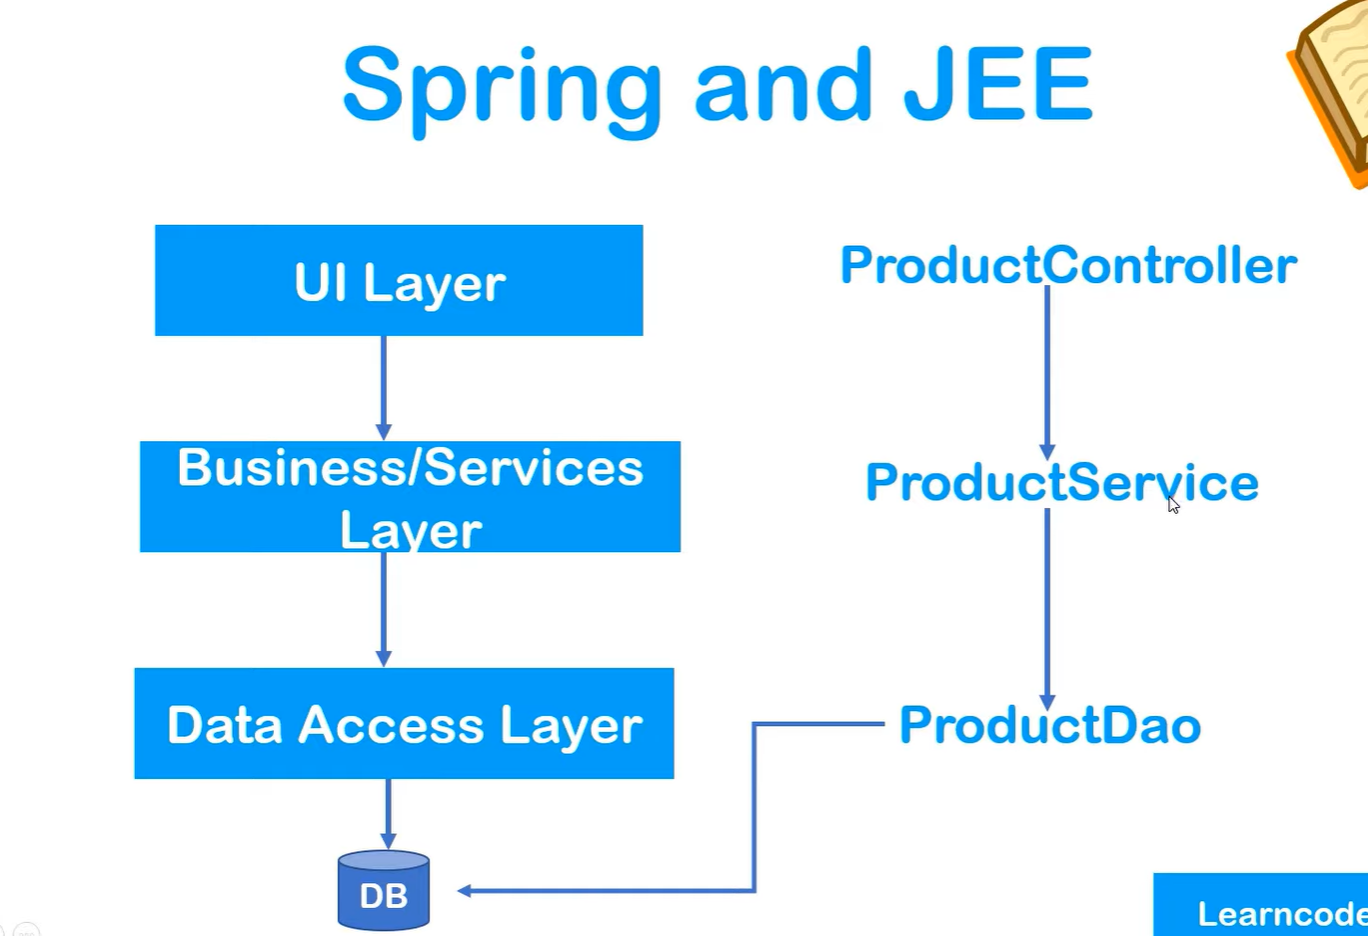 Spring and JEE
UI Layer
ProductController
Business/Services
Layer
ProductService
Data Access Layer
ProductDao
DB
Learncode